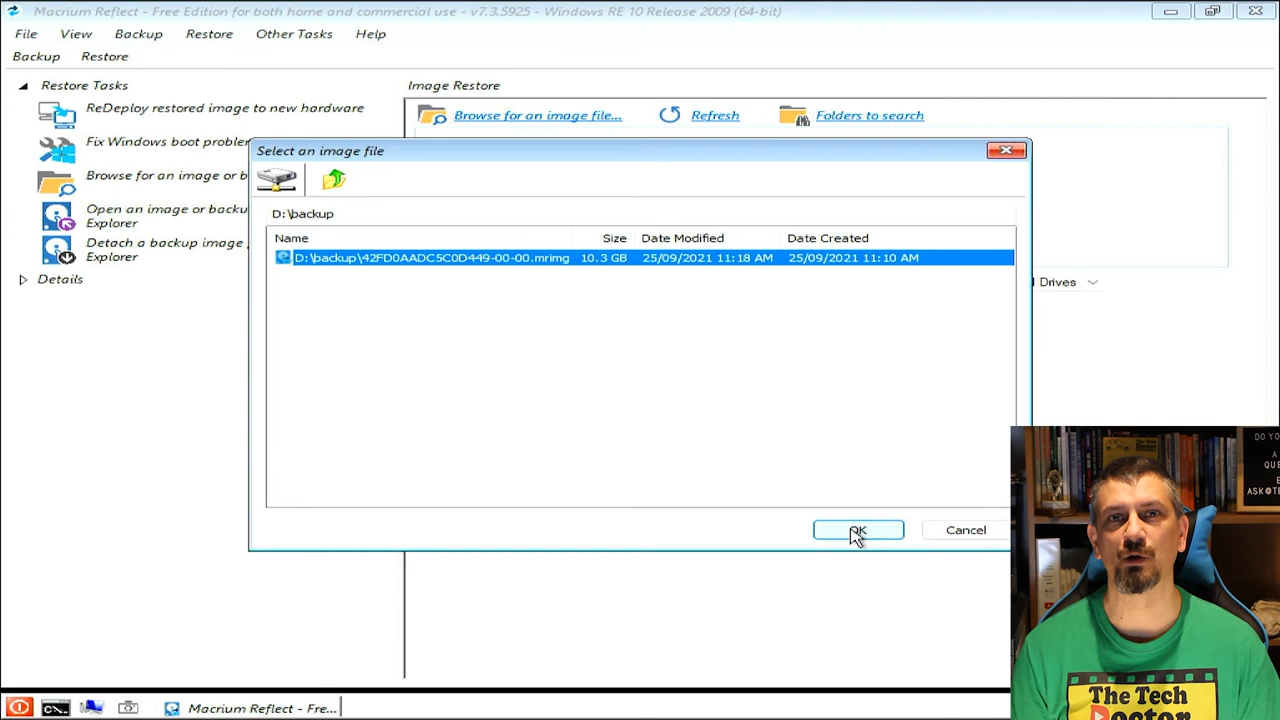 Macrium Reflect - Free Edition for both home and commercial use - v7.3.5925 - Windows RE 10 Release 2009 (64-bit)
File View Backup Restore Other Tasks Help
Backup Restore
Restore Tasks
ReDeploy restored image to new hardware
Fix Windows boot
Browse for an image or
Open an image or
Explorer
Detach a backup image
Explorer
Details
Image Restore
Browse for an image file... Refresh Folders to search
Drives
Select an image file
D:\backup
Name Size Date Modified Date Created
D:\backup\42FD0AADC5C0D449-00-00.mrimg 10.3 GB 25/09/2021 11:18 AM 25/09/2021 11:10 AM
OK Cancel
DO
A
ASK@
The Tech
Doctor
Macrium Reflect - Fre...